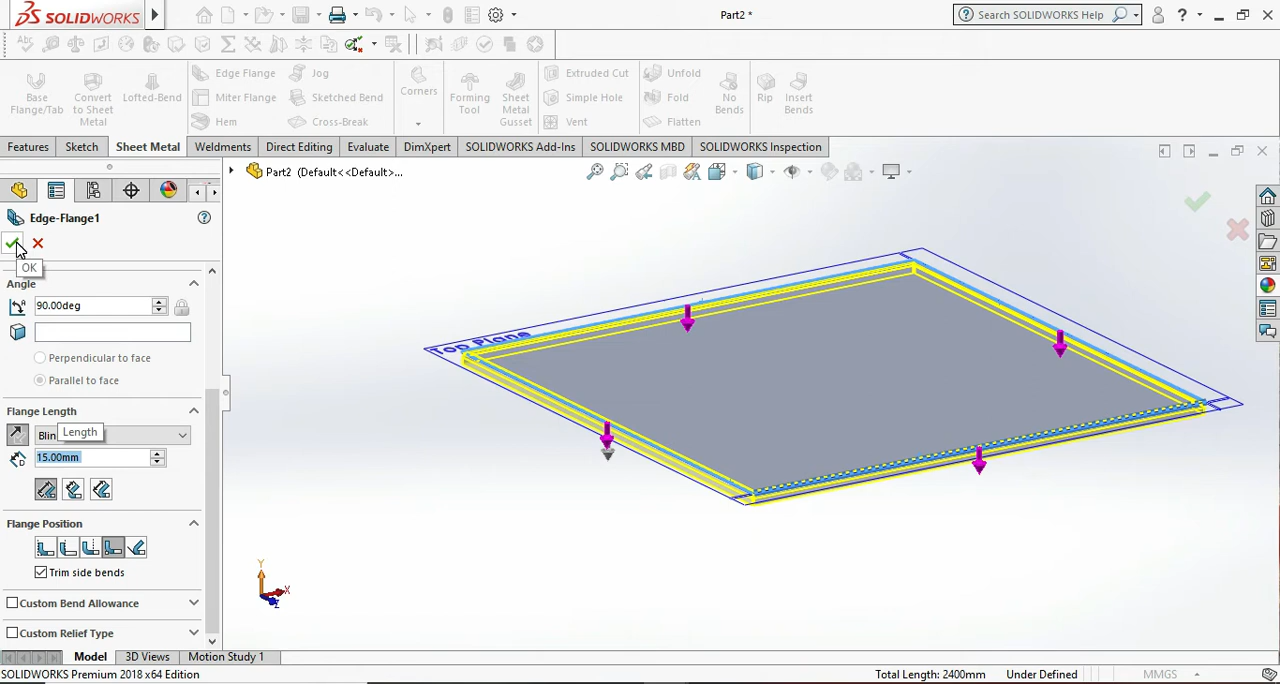 SOLIDWORKS
Part2 *
Search SOLIDWORKS Help
Base Flange/Tab
Convert to Sheet Metal
Lofted-Bend
Edge Flange
Miter Flange
Hem
Jog
Sketched Bend
Cross-Break
Corners
Forming Tool
Sheet Metal Gusset
Extruded Cut
Simple Hole
Vent
Unfold
Fold
Flatten
No Bends
Rip
Insert Bends
Features
Sketch
Sheet Metal
Weldments
Direct Editing
Evaluate
DimXpert
SOLIDWORKS Add-Ins
SOLIDWORKS MBD
SOLIDWORKS Inspection
Part2 (Default<<Default>...
Edge-Flange1
OK
Angle
90.00deg
Perpendicular to face
Parallel to face
Flange Length
Blin
Length
15.00mm
Flange Position
Trim side bends
Custom Bend Allowance
Custom Relief Type
Top Plane
Y
X
Z
Model
3D Views
Motion Study 1
SOLIDWORKS Premium 2018 x64 Edition
Total Length: 2400mm
Under Defined
MMGS